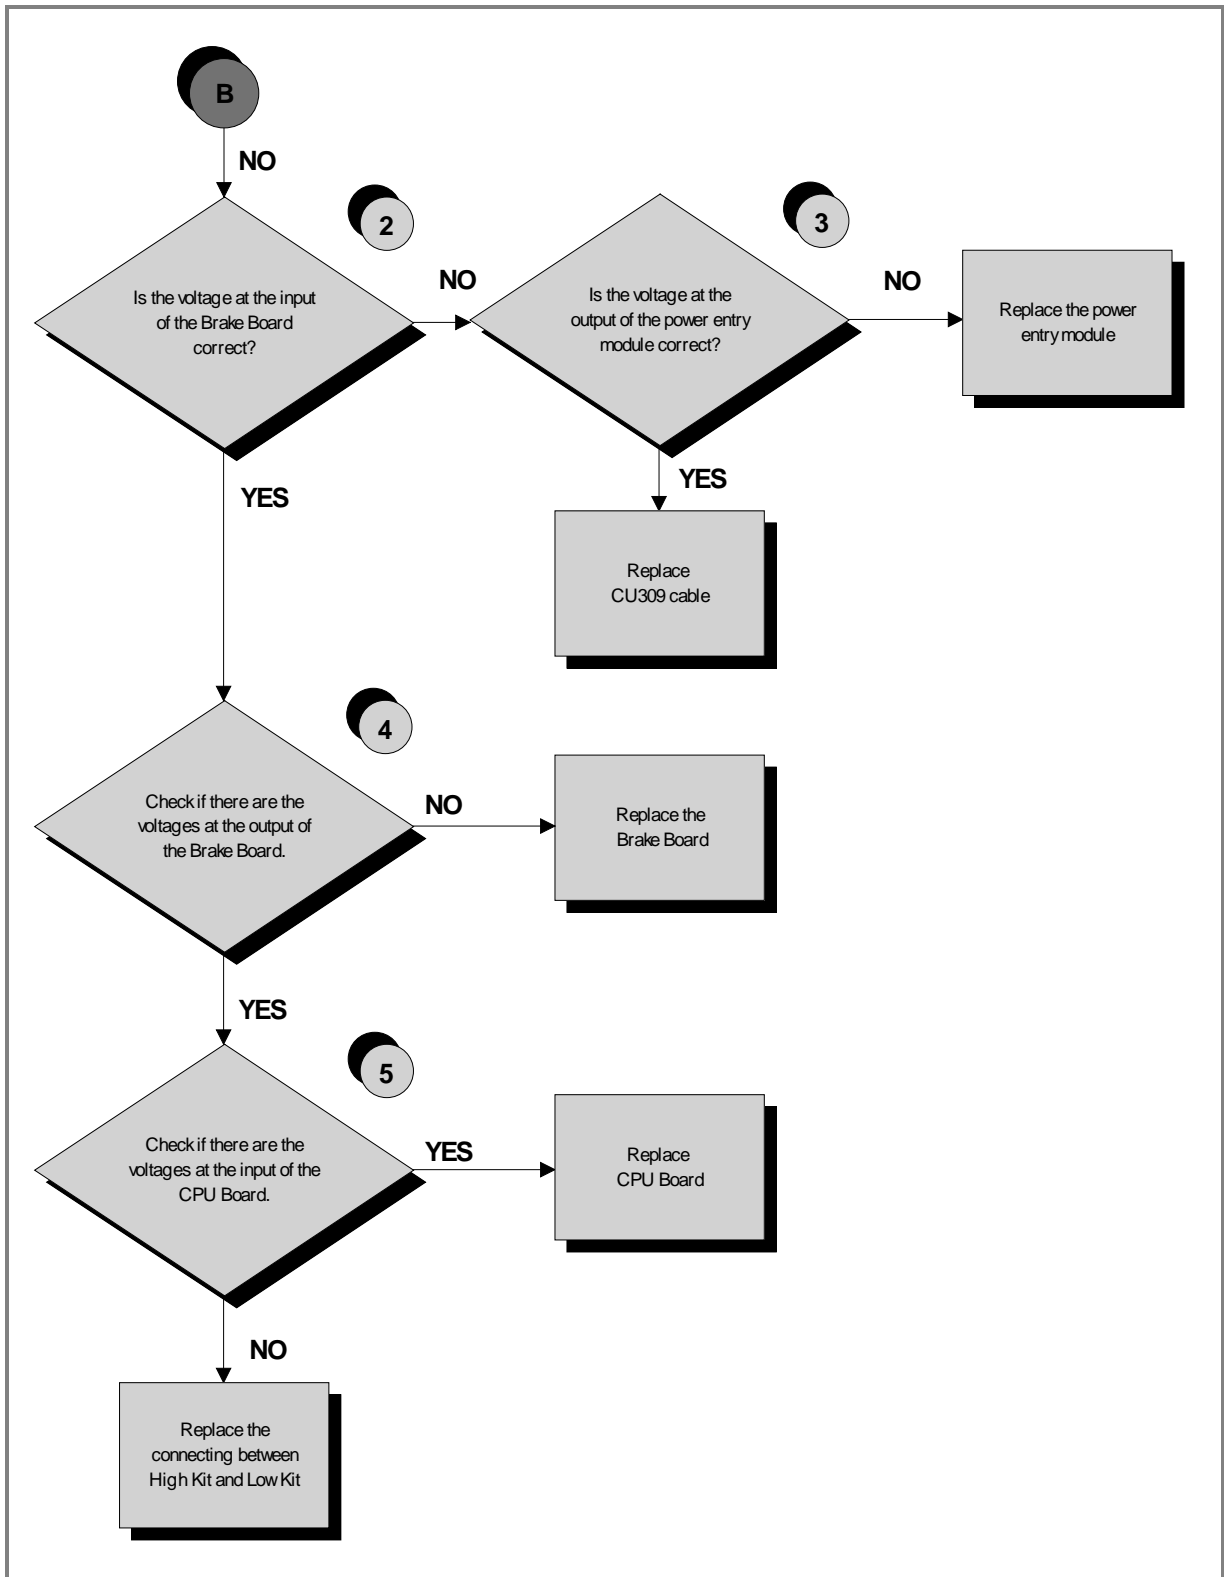 B
NO
2
Is the voltage at the input
of the Brake Board
correct?
NO
3
Is the voltage at the
output of the power entry
module correct?
NO
Replace the power
entry module
YES
Replace
CU309 cable
YES
4
Check if there are the
voltages at the output of
the Brake Board.
NO
Replace the
Brake Board
YES
5
Check if there are the
voltages at the input of the
CPU Board.
YES
Replace
CPU Board
NO
Replace the
connecting between
High Kit and Low Kit